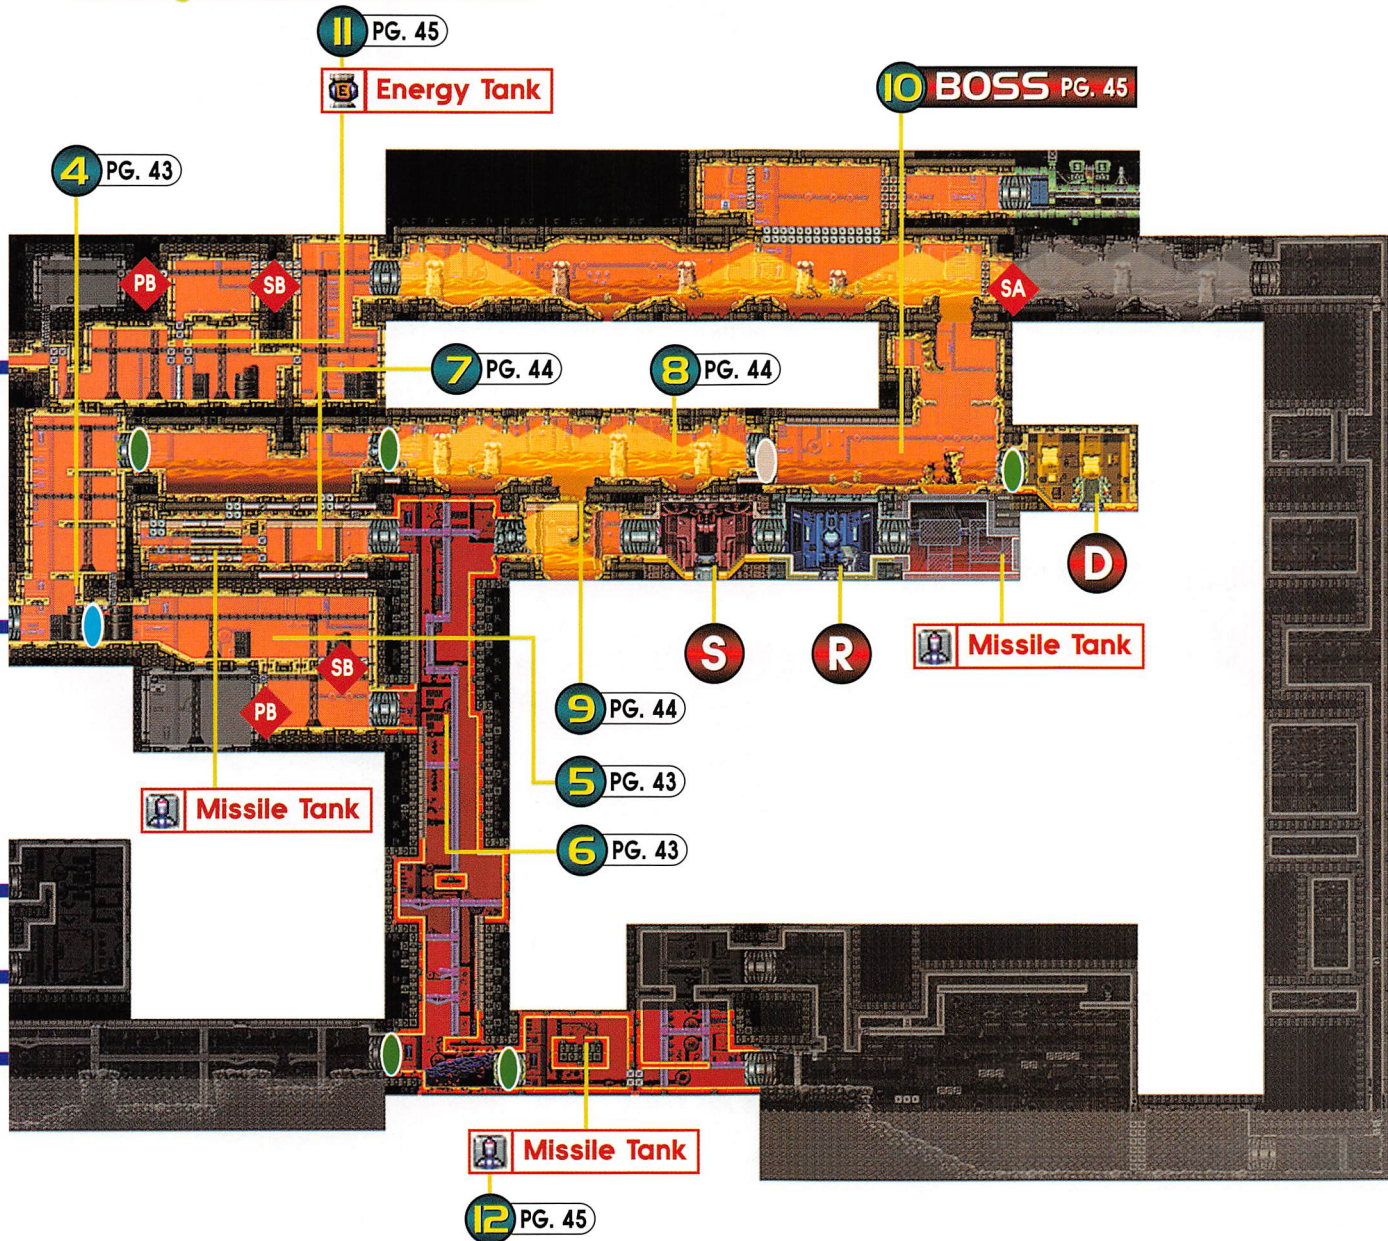 11 PG. 45
E Energy Tank
10 BOSS PG. 45
4 PG. 43
PB
SB
SA
7 PG. 44
8 PG. 44
D
S
R
Missile Tank
SB
PB
9 PG. 44
5 PG. 43
Missile Tank
6 PG. 43
Missile Tank
12 PG. 45